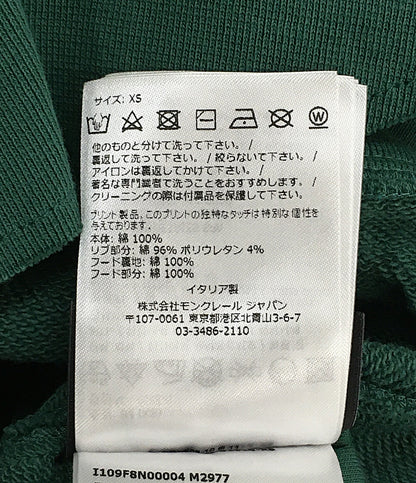 サイズ: XS
他のものと分けて洗って下さい。/
裏返して洗って下さい。/ 絞らないで下さい。/
アイロンは裏返してかけて下さい。/
著名な専門業者で洗うことをおすすめします。/
クリーニングの際は付属品を保護して下さい。
プリント製品。このプリントの独特なタッチは特別な個性を
与えております。
本体: 綿 100%
リブ部分: 綿 96% ポリウレタン 4%
フード裏地: 綿 100%
フード部分: 綿 100%
イタリア製
株式会社モンクレール ジャパン
〒107-0061 東京都港区北青山3-6-7
03-3486-2110
I109F8N00004 M2977